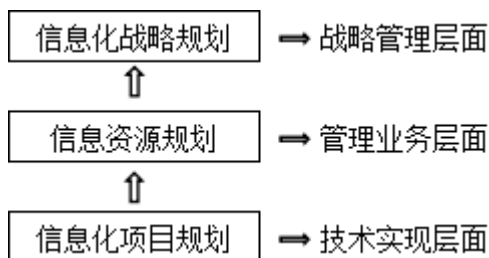 信息化战略规划 ⇒ 战略管理层面
⇑
信息资源规划 ⇒ 管理业务层面
⇑
信息化项目规划 ⇒ 技术实现层面